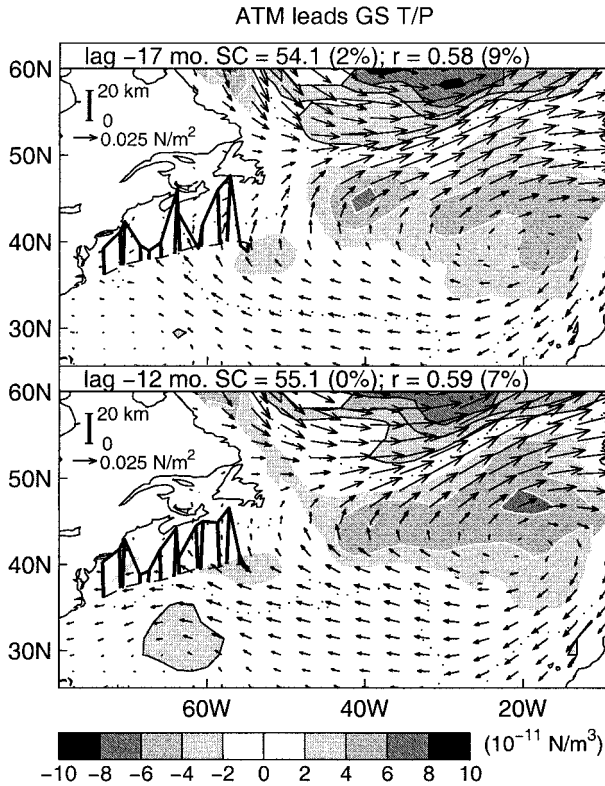 ATM leads GS T/P
lag −17 mo. SC = 54.1 (2%); r = 0.58 (9%)
60N
20 km
0
0.025 N/m²
50N
40N
30N
lag −12 mo. SC = 55.1 (0%); r = 0.59 (7%)
60N
20 km
0
0.025 N/m²
50N
40N
30N
60W 40W 20W
(10⁻¹¹ N/m³)
−10 −8 −6 −4 −2 0 2 4 6 8 10